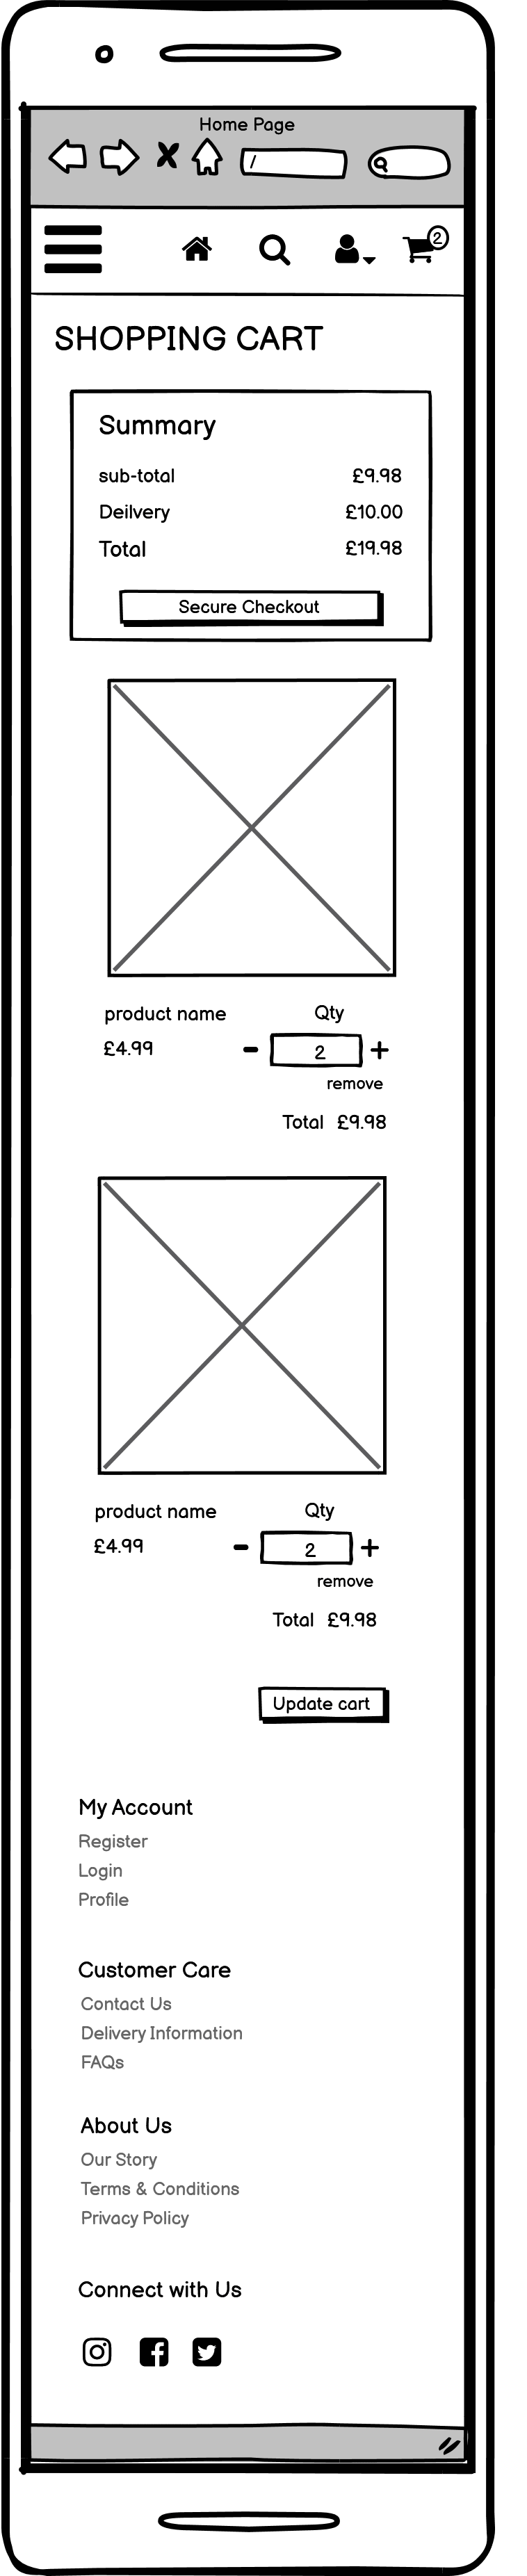 Home Page
/
2
SHOPPING CART
Summary
sub-total £9.98
Deilvery £10.00
Total £19.98
Secure Checkout
product name Qty
£4.99 - 2 +
remove
Total £9.98
product name Qty
£4.99 - 2 +
remove
Total £9.98
Update cart
My Account
Register
Login
Profile
Customer Care
Contact Us
Delivery Information
FAQs
About Us
Our Story
Terms & Conditions
Privacy Policy
Connect with Us